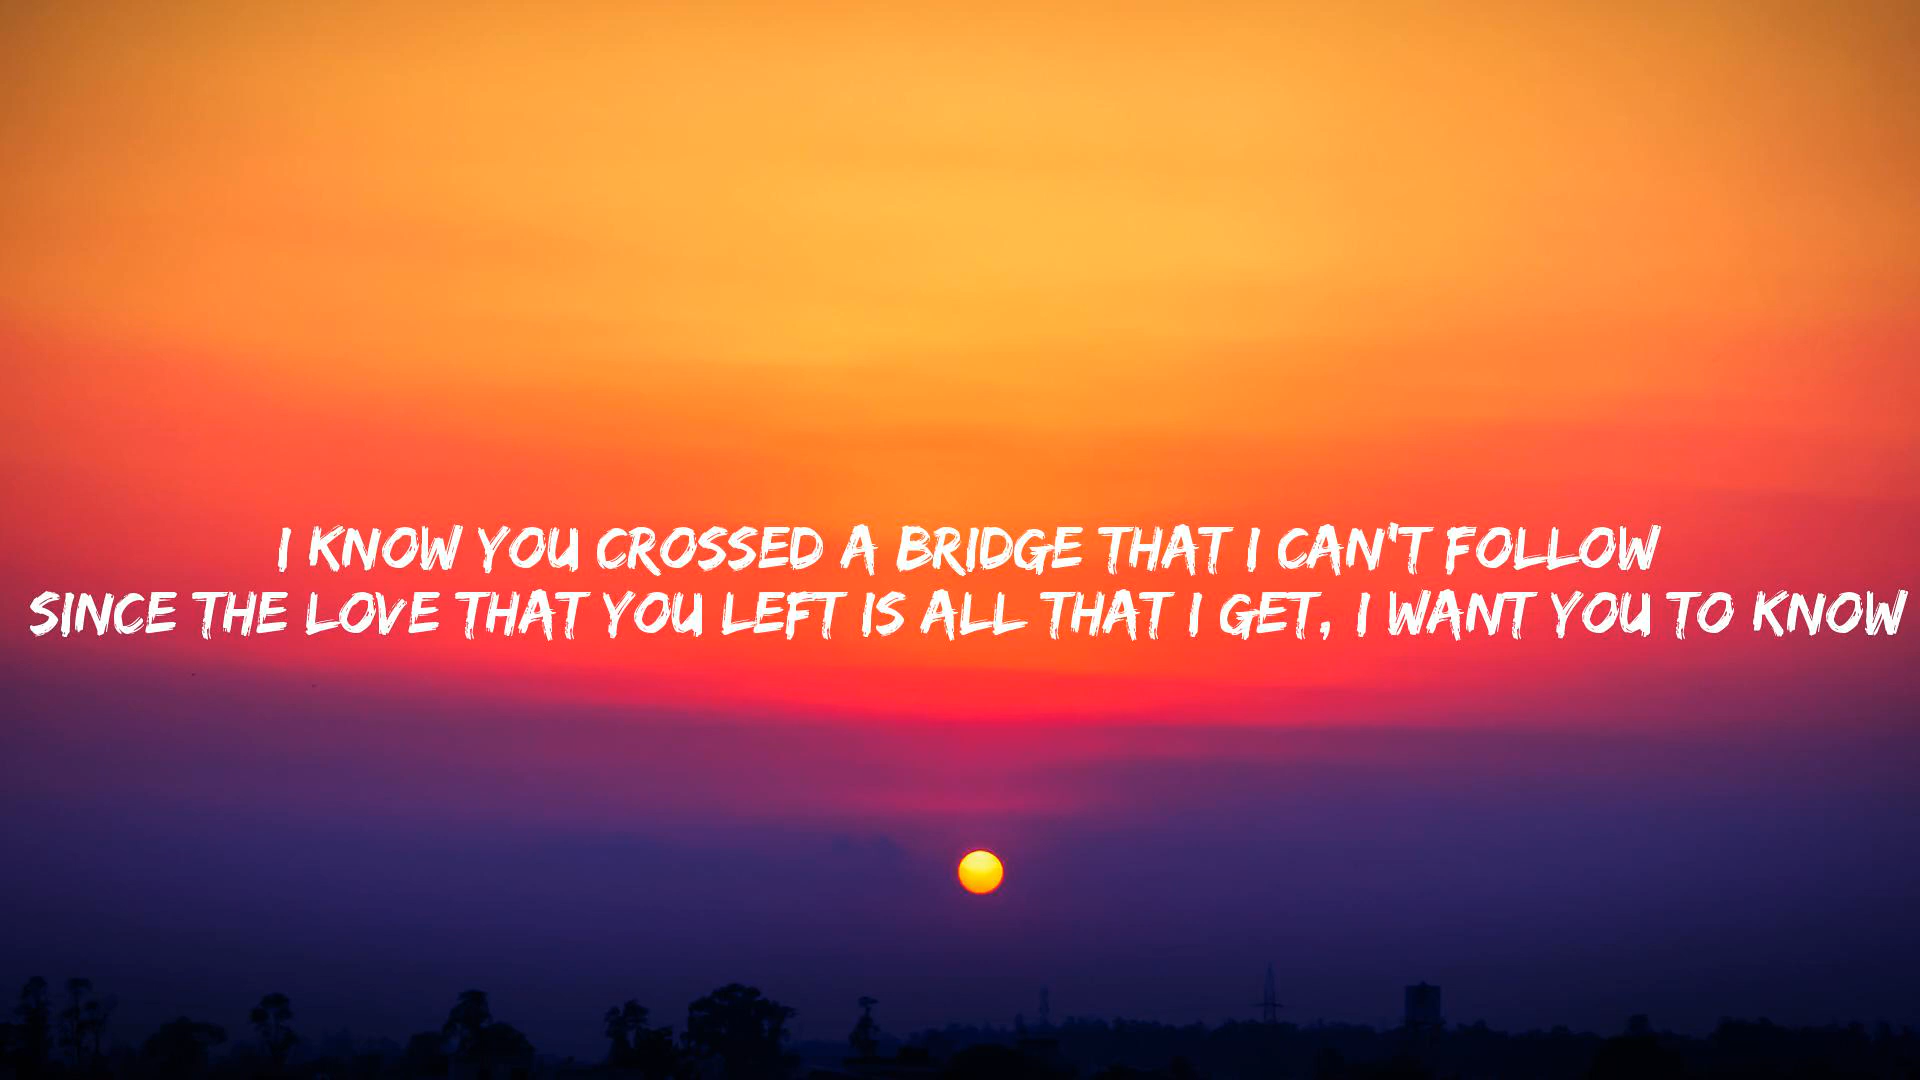 I KNOW YOU CROSSED A BRIDGE THAT I CAN'T FOLLOW
SINCE THE LOVE THAT YOU LEFT IS ALL THAT I GET, I WANT YOU TO KNOW